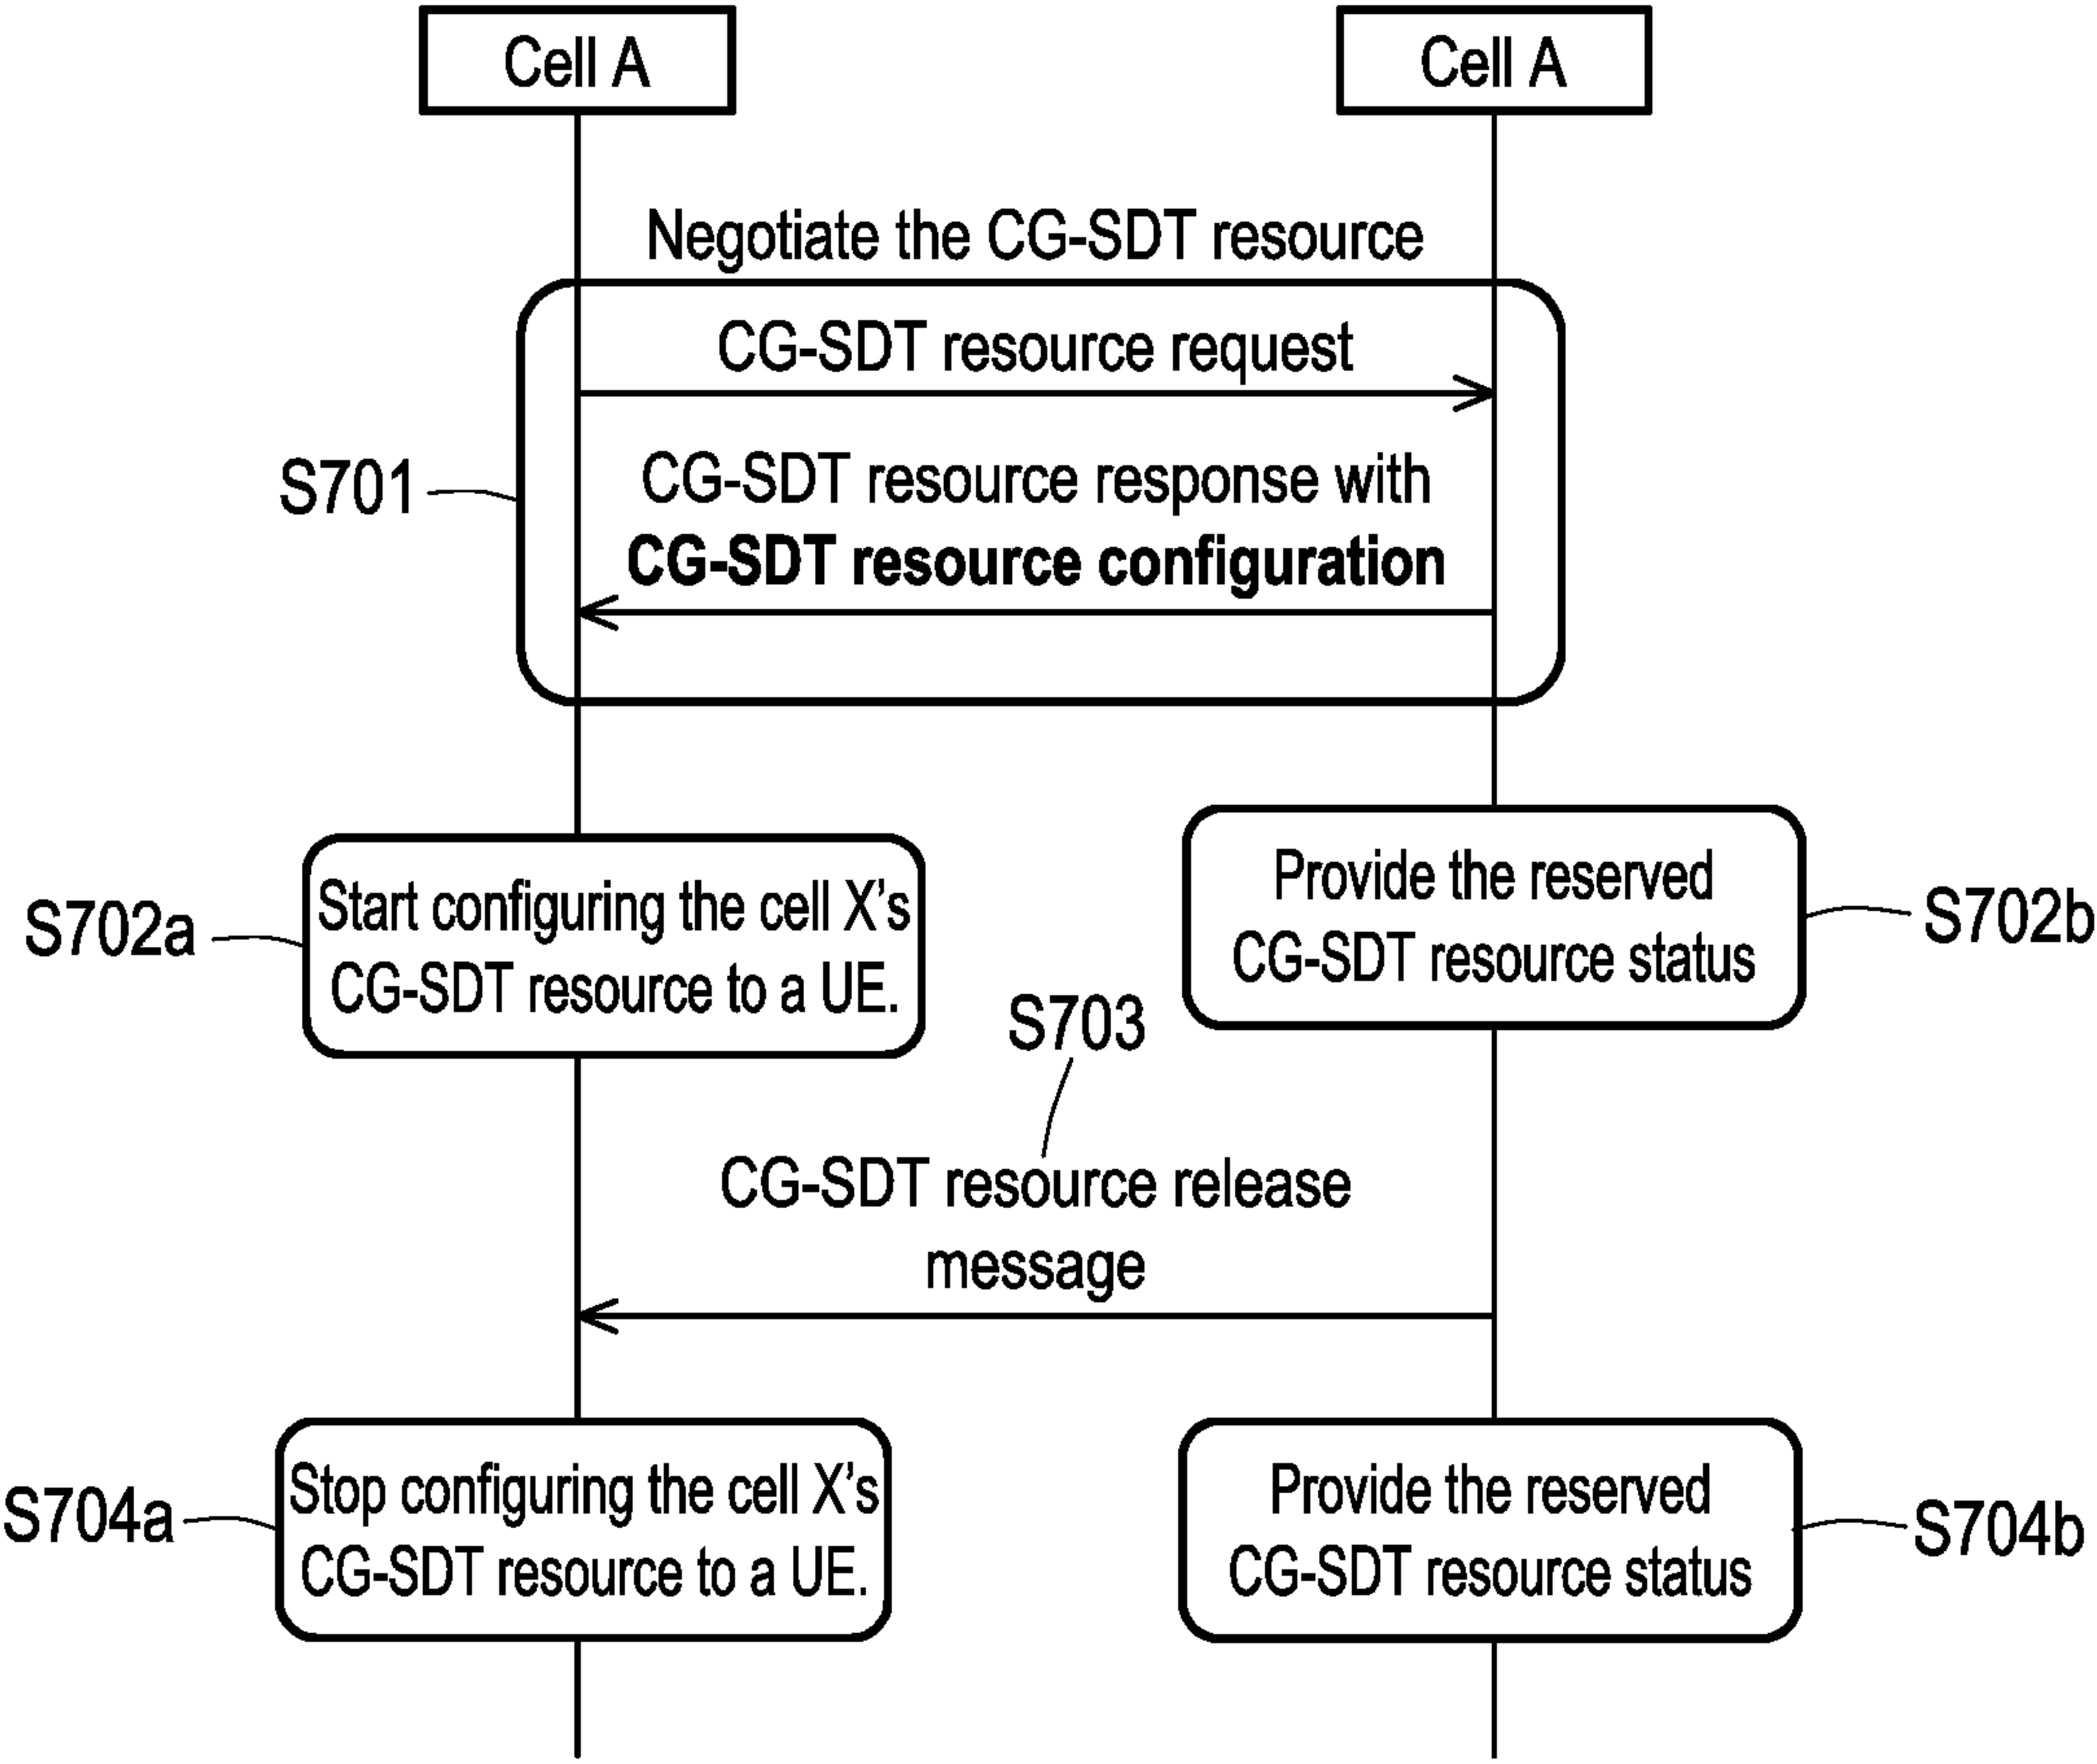 Cell A
Cell A
Negotiate the CG-SDT resource
CG-SDT resource request
S701
CG-SDT resource response with
CG-SDT resource configuration
S702a
Start configuring the cell X's
CG-SDT resource to a UE.
Provide the reserved
CG-SDT resource status
S702b
S703
CG-SDT resource release
message
S704a
Stop configuring the cell X's
CG-SDT resource to a UE.
Provide the reserved
CG-SDT resource status
S704b